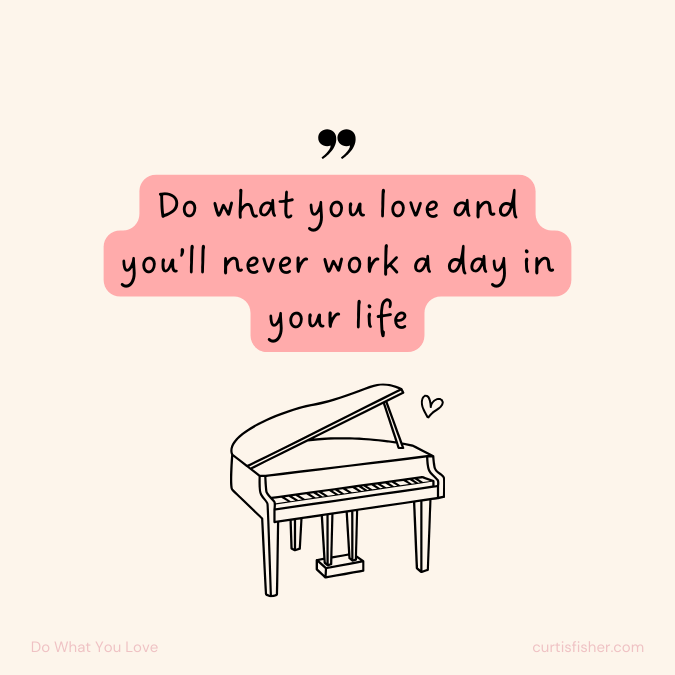 ”
Do what you love and
you'll never work a day in
your life
Do What You Love
curtisfisher.com